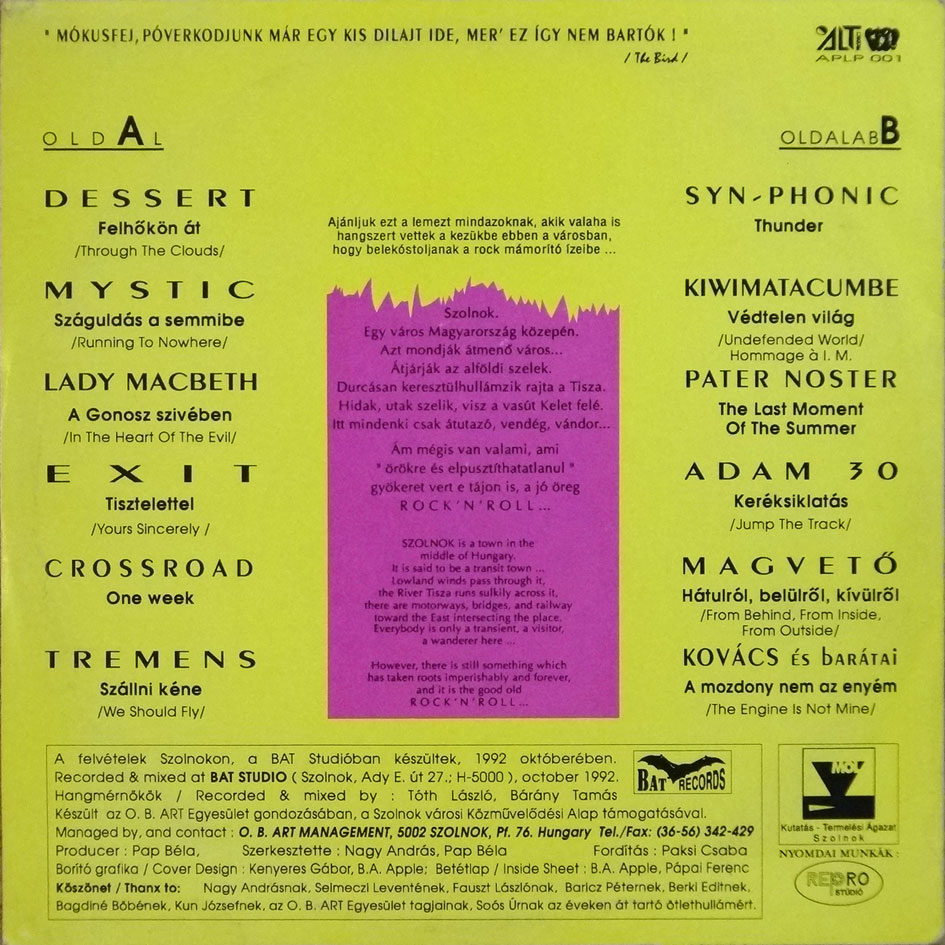 " MÓKUSFEJ, PÓVERKODJUNK MÁR EGY KIS DILAJT IDE, MER' EZ ÍGY NEM BARTÓK ! "
/ The Bird /
ALTI
APLP 001
OLDAL
DESSERT
Felhőkön át
/Through The Clouds/
MYSTIC
Száguldás a semmibe
/Running To Nowhere/
LADY MACBETH
A Gonosz szivében
/In The Heart Of The Evil/
EXIT
Tisztelettel
/Yours Sincerely /
CROSSROAD
One week
TREMENS
Szállni kéne
/We Should Fly/
Ajánljuk ezt a lemezt mindazoknak, akik valaha is
hangszert vettek a kezükbe ebben a városban,
hogy belekóstoljanak a rock mámorító ízeibe ...
Szolnok.
Egy város Magyarország közepén.
Azt mondják átmenő város...
Átjárják az alföldi szelek.
Durcásan keresztülhullámzik rajta a Tisza.
Hidak, utak szelik, visz a vasút Kelet felé.
Itt mindenki csak átutazó, vendég, vándor...
Ám mégis van valami, ami
" örökre és elpusztíthatatlanul "
gyökeret vert e tájon is, a jó öreg
ROCK'N'ROLL...
SZOLNOK is a town in the
middle of Hungary.
It is said to be a transit town ...
Lowland winds pass through it,
the River Tisza runs sulkily across it,
there are motorways, bridges, and railway
toward the East intersecting the place.
Everybody is only a transient, a visitor,
a wanderer here ...
However, there is still something which
has taken roots imperishably and forever,
and it is the good old
ROCK'N'ROLL...
OLDALABB
SYN-PHONIC
Thunder
KIWIMATACUMBE
Védtelen világ
/Undefended World/
Hommage à I. M.
PATER NOSTER
The Last Moment
Of The Summer
ADAM 30
Keréksiklatás
/Jump The Track/
MAGVETŐ
Hátulról, belülről, kívülről
/From Behind, From Inside,
From Outside/
KOVÁCS és barátai
A mozdony nem az enyém
/The Engine Is Not Mine/
A felvételek Szolnokon, a BAT Studióban készültek, 1992 októberében.
Recorded & mixed at BAT STUDIO ( Szolnok, Ady E. út 27.; H-5000 ), october 1992.
Hangmérnökök / Recorded & mixed by : Tóth László, Bárány Tamás
Készült az O. B. ART Egyesület gondozásában, a Szolnok városi Közművelődési Alap támogatásával.
Managed by, and contact : O. B. ART MANAGEMENT, 5002 SZOLNOK, Pf. 76. Hungary Tel./Fax: (36-56) 342-429
Producer : Pap Béla, Szerkesztette : Nagy András, Pap Béla Fordítás : Paksi Csaba
Borító grafika / Cover Design : Kenyeres Gábor, B.A. Apple; Betétlap / Inside Sheet : B.A. Apple, Pápai Ferenc
Köszönet / Thanx to: Nagy Andrásnak, Selmeczi Leventének, Fauszt Lászlónak, Baricz Péternek, Berki Editnek,
Bagdiné Bőbének, Kun Józsefnek, az O. B. ART Egyesület tagjainak, Soós Úrnak az éveken át tartó ötlethullámért.
BAT RECORDS
MOL
Kutatás - Termelési Ágazat
Szolnok
NYOMDAI MUNKÁK :
REPRO
STÚDIÓ